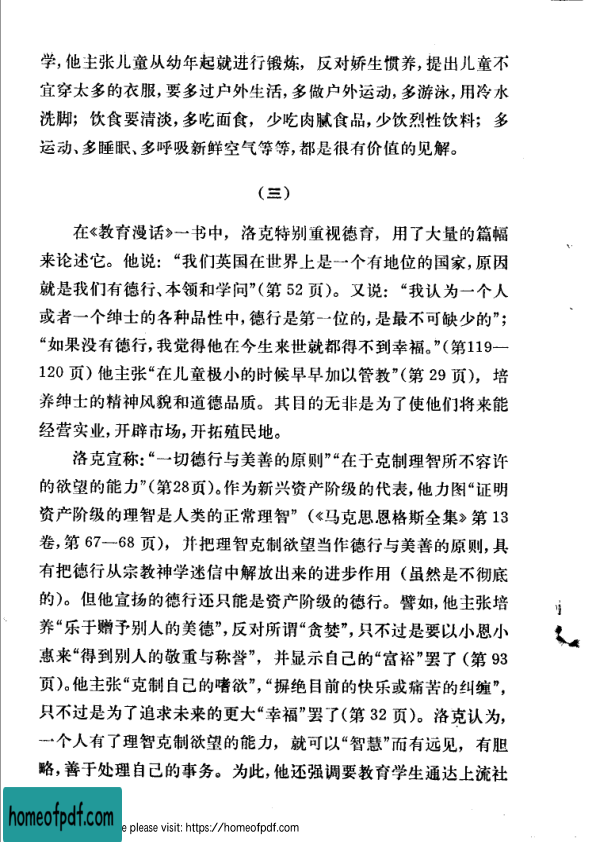 学，他主张儿童从幼年起就进行锻炼，反对娇生惯养，提出儿童不
宜穿太多的衣服，要多过户外生活，多做户外运动，多游泳，用冷水
洗脚；饮食要清淡，多吃面食，少吃肉腻食品，少饮烈性饮料；多
运动、多睡眠、多呼吸新鲜空气等等，都是很有价值的见解。
（三）
在《教育漫话》一书中，洛克特别重视德育，用了大量的篇幅
来论述它。他说：“我们英国在世界上是一个有地位的国家，原因
就是我们有德行、本领和学问”（第 52 页）。又说：“我认为一个人
或者一个绅士的各种品性中，德行是第一位的，是最不可缺少的”；
“如果没有德行，我觉得他在今生来世就都得不到幸福。”（第119—
120 页）他主张“在儿童极小的时候早早加以管教”（第 29 页），培
养绅士的精神风貌和道德品质。其目的无非是为了使他们将来能
经营实业，开辟市场，开拓殖民地。
洛克宣称：“一切德行与美善的原则”“在于克制理智所不容许
的欲望的能力”（第28页）。作为新兴资产阶级的代表，他力图“证明
资产阶级的理智是人类的正常理智”（《马克思恩格斯全集》第 13
卷，第 67—68 页），并把理智克制欲望当作德行与美善的原则，具
有把德行从宗教神学迷信中解放出来的进步作用（虽然是不彻底
的）。但他宣扬的德行还只能是资产阶级的德行。譬如，他主张培
养“乐于赠予别人的美德”，反对所谓“贪婪”，只不过是要以小恩小
惠来“得到别人的敬重与称誉”，并显示自己的“富裕”罢了（第 93
页）。他主张“克制自己的嗜欲”，“摒绝目前的快乐或痛苦的纠缠”，
只不过是为了追求未来的更大“幸福”罢了（第 32 页）。洛克认为，
一个人有了理智克制欲望的能力，就可以“智慧”而有远见，有胆
略，善于处理自己的事务。为此，他还强调要教育学生通达上流社
homeofpdf.com
e please visit: https://homeofpdf.com